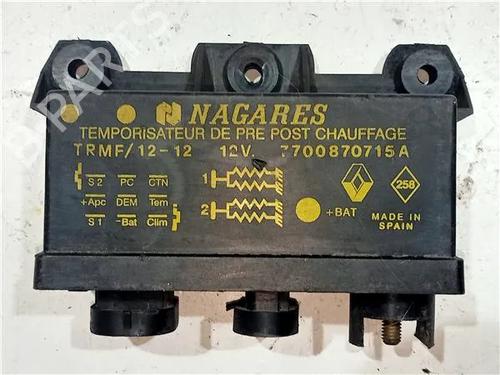 NAGARES
TEMPORISATEUR DE PRE POST CHAUFFAGE
TRMF/12-12 12V. 7700870715A
S2 PC CTN
+Apc DEM Tem
S1 -Bat Clim
1
2
+BAT
258
MADE IN
SPAIN
B-PARTS